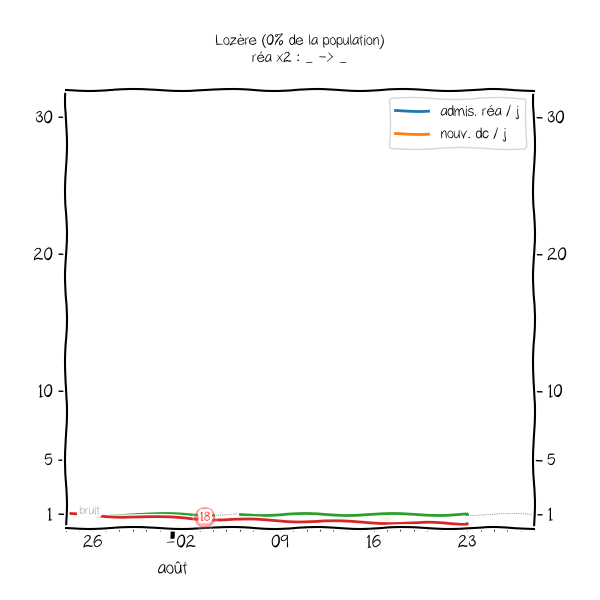 Lozère (0% de la population)
réa x2 : _ -> _
admis. réa / j
nouv. dc / j
30
30
20
20
10
10
5
5
1
bruit
18
1
26
02
09
16
23
août